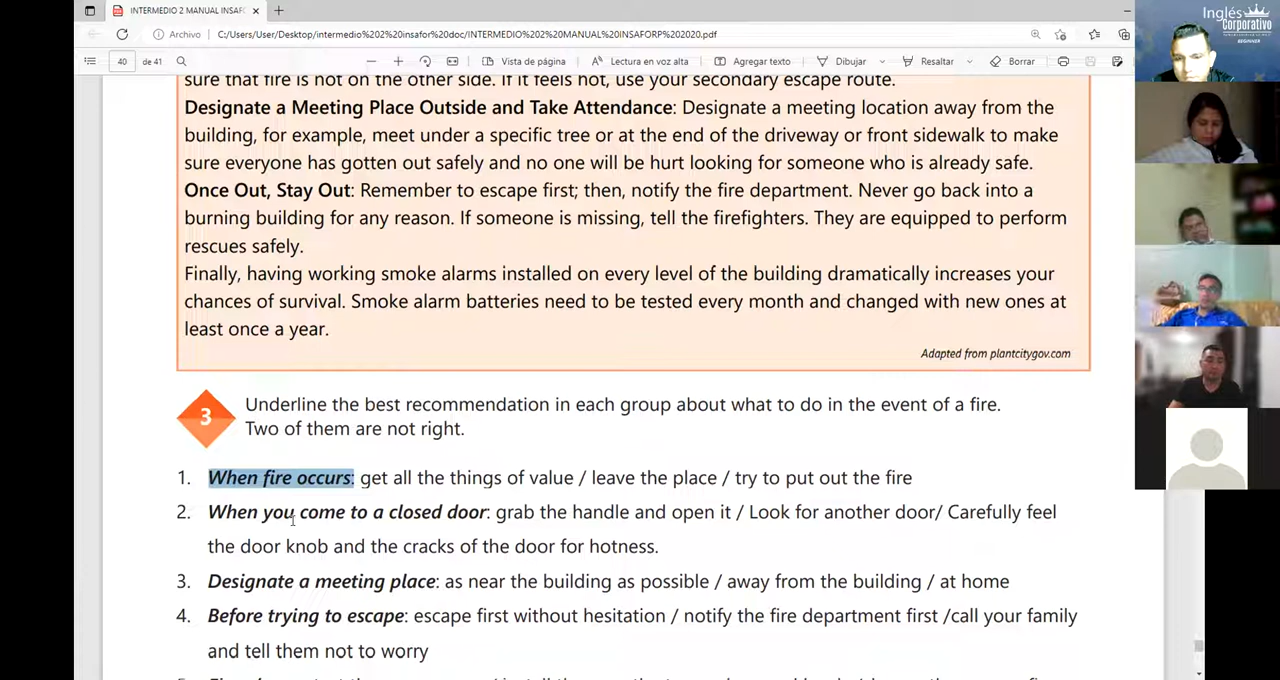 INTERMEDIO 2 MANUAL INSAF
Inglés
Corporativo
BEGINNER
Archivo
C:/Users/User/Desktop/intermedio%202%20insafor%20doc/INTERMEDIO%202%20MANUAL%20INSAFORP%202020.pdf
40 de 41
Vista de página
Lectura en voz alta
Agregar texto
Dibujar
Resaltar
Borrar
sure that fire is not on the other side. If it feels hot, use your secondary escape route.
Designate a Meeting Place Outside and Take Attendance: Designate a meeting location away from the
building, for example, meet under a specific tree or at the end of the driveway or front sidewalk to make
sure everyone has gotten out safely and no one will be hurt looking for someone who is already safe.
Once Out, Stay Out: Remember to escape first; then, notify the fire department. Never go back into a
burning building for any reason. If someone is missing, tell the firefighters. They are equipped to perform
rescues safely.
Finally, having working smoke alarms installed on every level of the building dramatically increases your
chances of survival. Smoke alarm batteries need to be tested every month and changed with new ones at
least once a year.
Adapted from plantcitygov.com
3
Underline the best recommendation in each group about what to do in the event of a fire.
Two of them are not right.
1. When fire occurs: get all the things of value / leave the place / try to put out the fire
2. When you come to a closed door: grab the handle and open it / Look for another door/ Carefully feel
the door knob and the cracks of the door for hotness.
3. Designate a meeting place: as near the building as possible / away from the building / at home
4. Before trying to escape: escape first without hesitation / notify the fire department first /call your family
and tell them not to worry